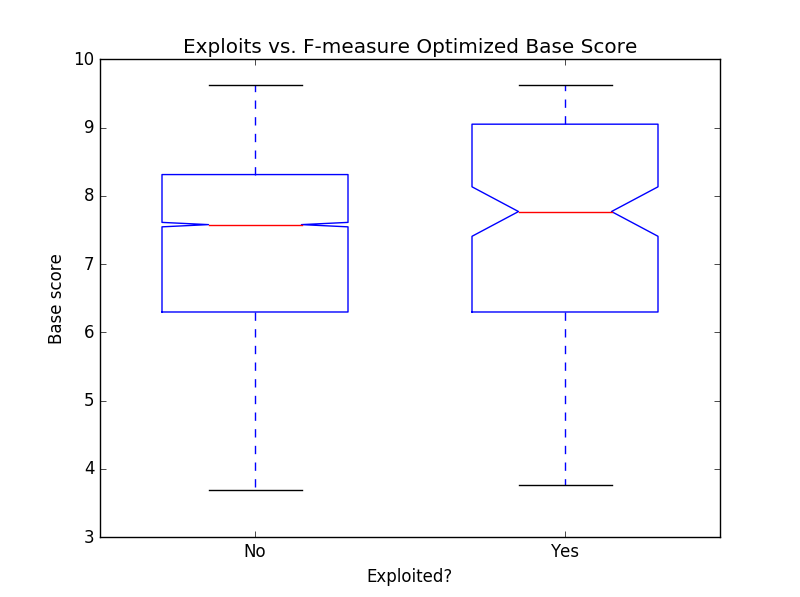 Exploits vs. F-measure Optimized Base Score
10
9
8
7
6
5
4
3
Base score
No Yes
Exploited?